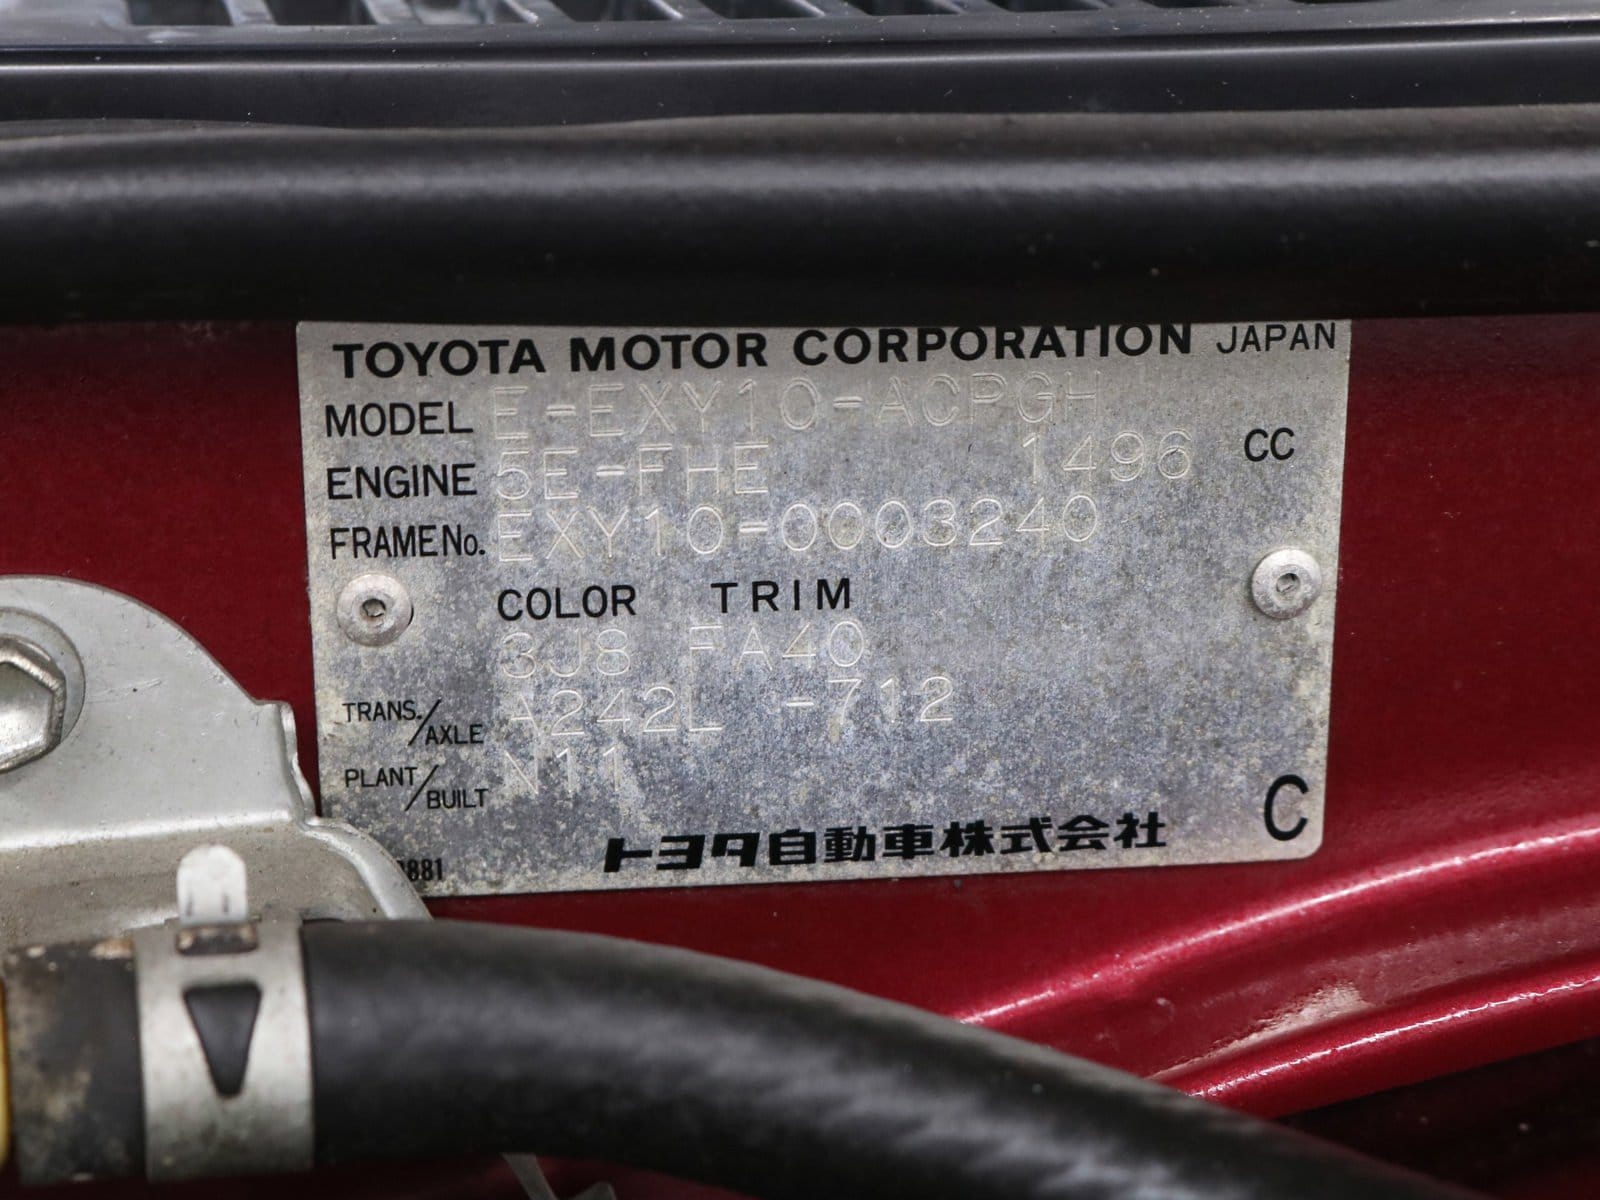 TOYOTA MOTOR CORPORATION JAPAN
MODEL E-EXY10-ACPGH
ENGINE 5E-FHE 1496 CC
FRAME No. EXY10-0003240
COLOR TRIM
3J8 FA40
TRANS./AXLE A242L -712
PLANT/BUILT N11
C
トヨタ自動車株式会社
881